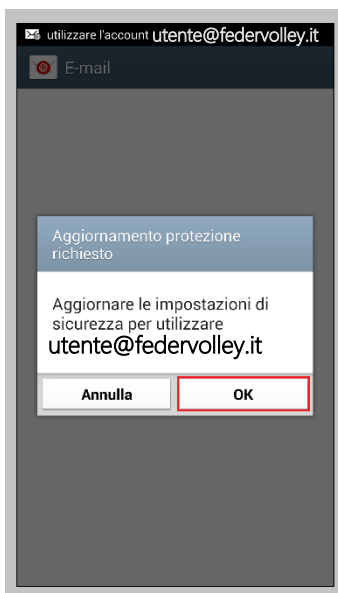 utilizzare l'account utente@federvolley.it
E-mail
Aggiornamento protezione
richiesto
Aggiornare le impostazioni di
sicurezza per utilizzare
utente@federvolley.it
Annulla OK